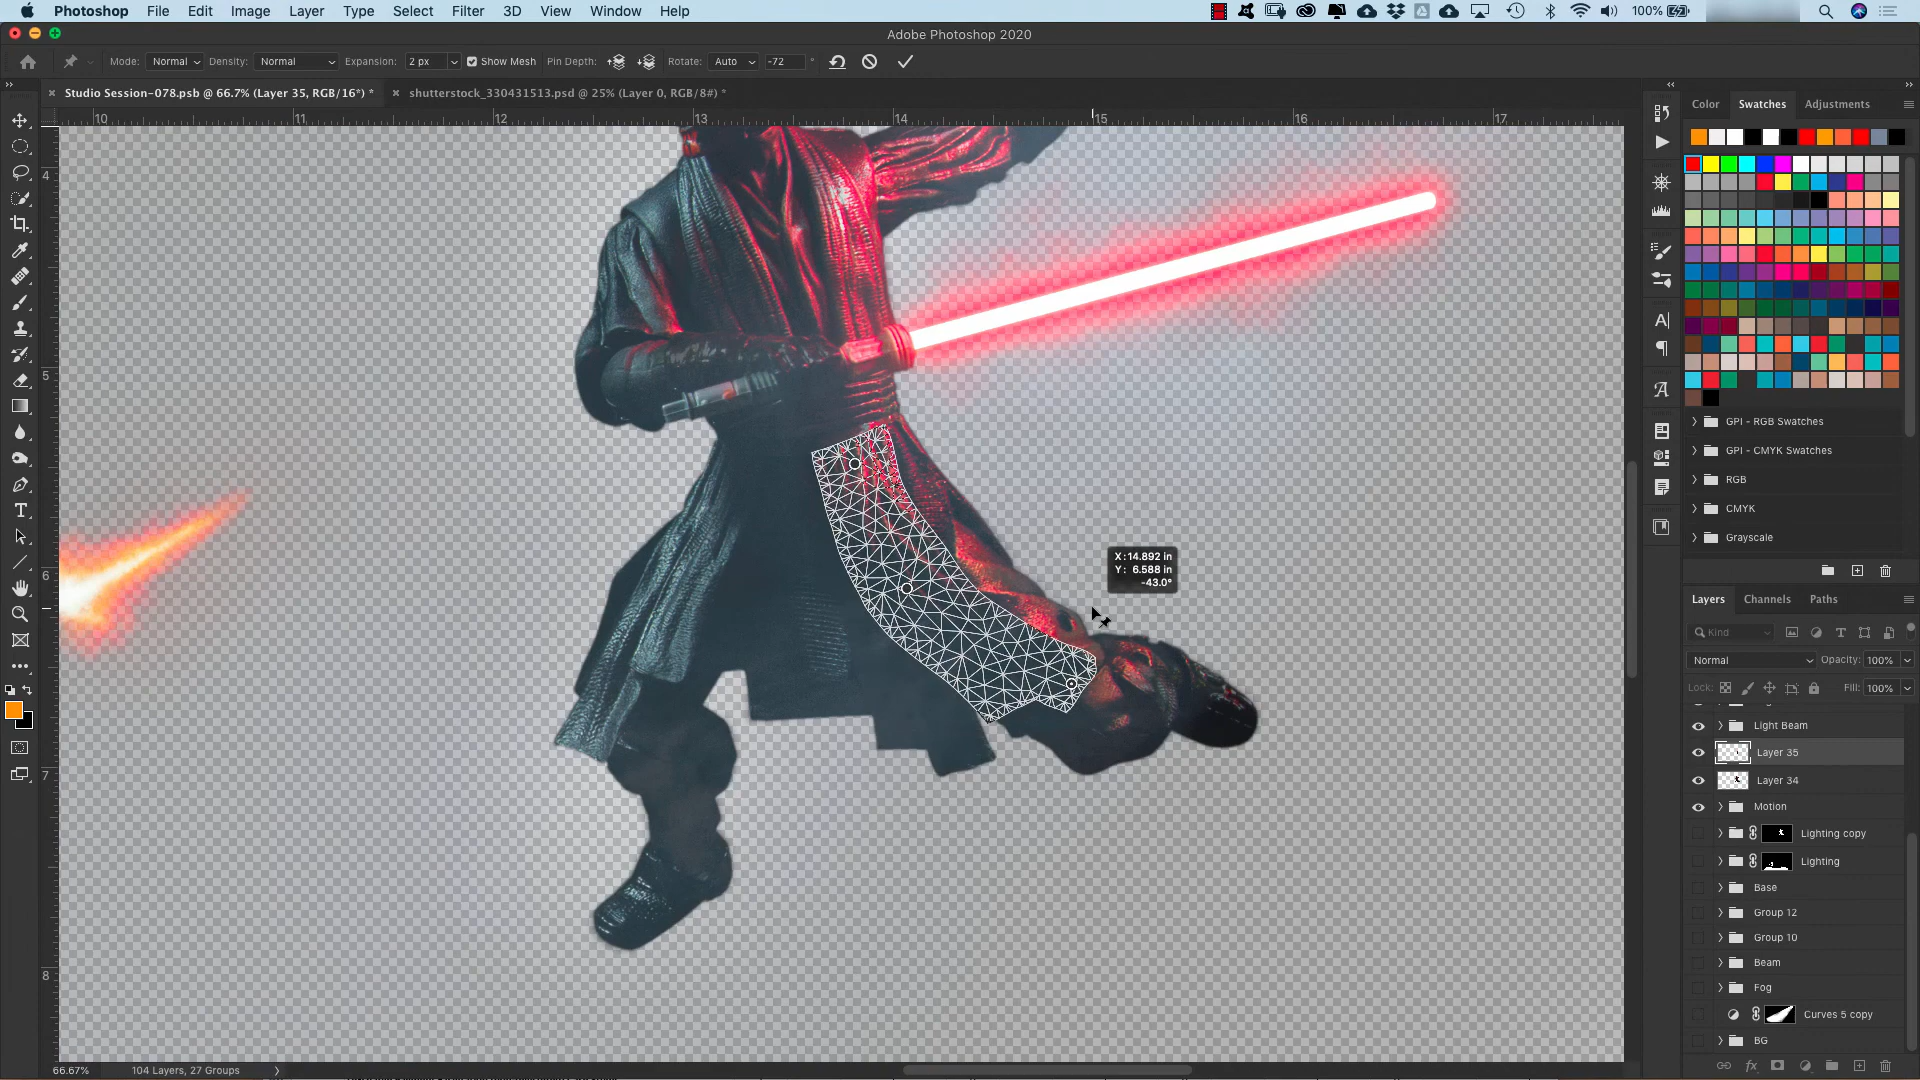 Photoshop File Edit Image Layer Type Select Filter 3D View Window Help 100%
Adobe Photoshop 2020
Mode: Normal Density: Normal Expansion: 2 px Show Mesh Pin Depth: Rotate: Auto -72 °
Studio Session-078.psb @ 66.7% (Layer 35, RGB/16*) * shutterstock_330431513.psd @ 25% (Layer 0, RGB/8#) *
10 11 12 13 14 15 16 17
4
5
6
7
8
X: 14.892 in
Y: 6.588 in
-43.0°
Color Swatches Adjustments
GPI - RGB Swatches
GPI - CMYK Swatches
RGB
CMYK
Grayscale
Layers Channels Paths
Kind
Normal Opacity: 100%
Lock: Fill: 100%
Light Beam
Layer 35
Layer 34
Motion
Lighting copy
Lighting
Base
Group 12
Group 10
Beam
Fog
Curves 5 copy
BG
66.67% 104 Layers, 27 Groups